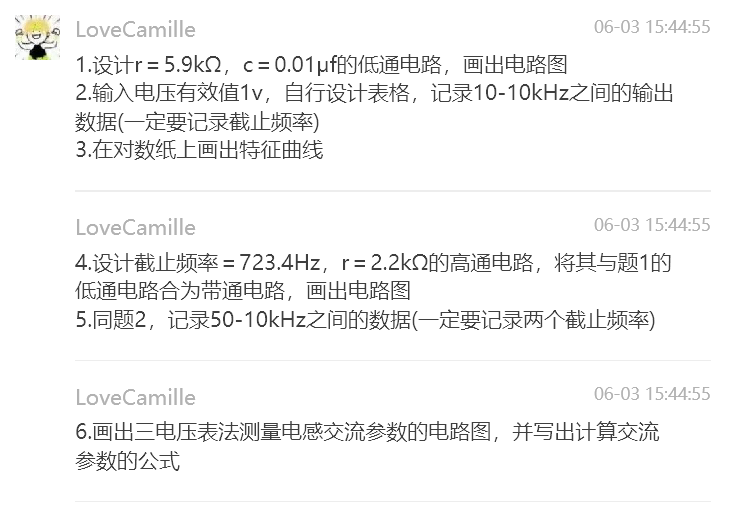 LoveCamille
06-03 15:44:55
1.设计r＝5.9kΩ，c＝0.01μf的低通电路，画出电路图
2.输入电压有效值1v，自行设计表格，记录10-10kHz之间的输出
数据(一定要记录截止频率)
3.在对数纸上画出特征曲线
LoveCamille
06-03 15:44:55
4.设计截止频率＝723.4Hz，r＝2.2kΩ的高通电路，将其与题1的
低通电路合为带通电路，画出电路图
5.同题2，记录50-10kHz之间的数据(一定要记录两个截止频率)
LoveCamille
06-03 15:44:55
6.画出三电压表法测量电感交流参数的电路图，并写出计算交流
参数的公式